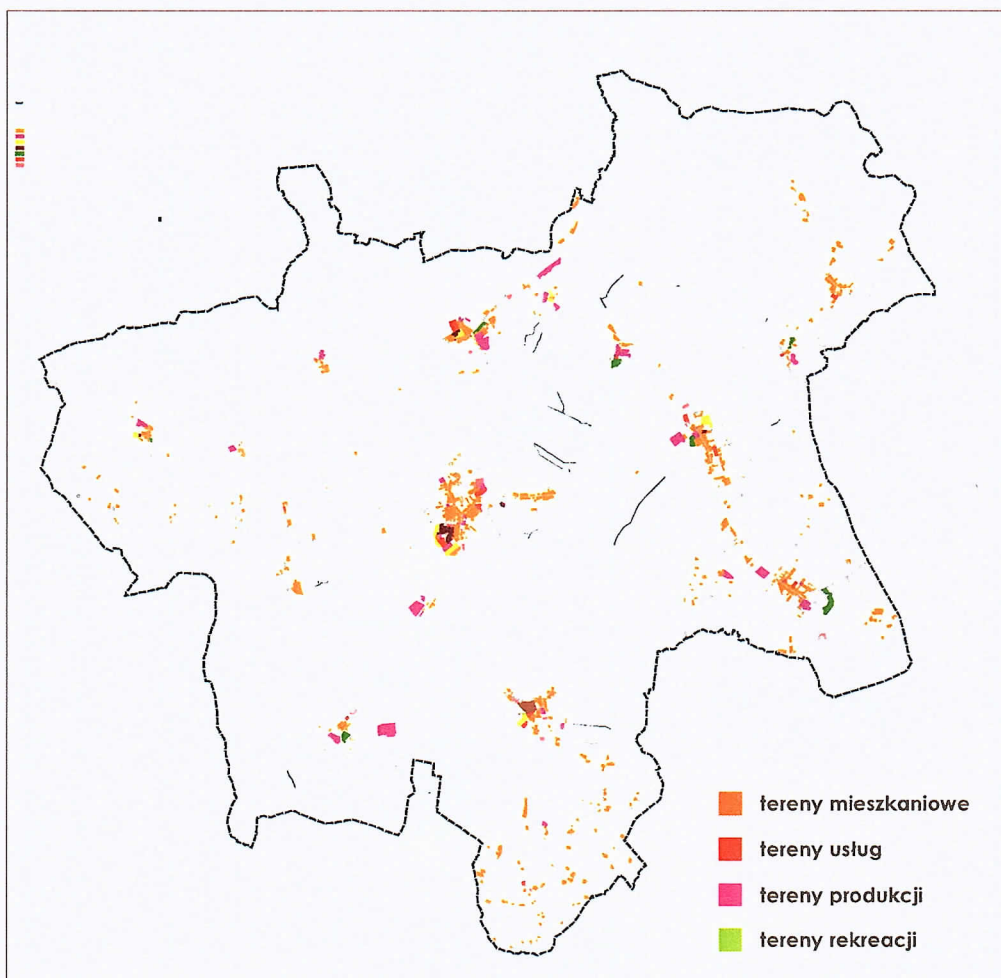 tereny mieszkaniowe
tereny usług
tereny produkcji
tereny rekreacji